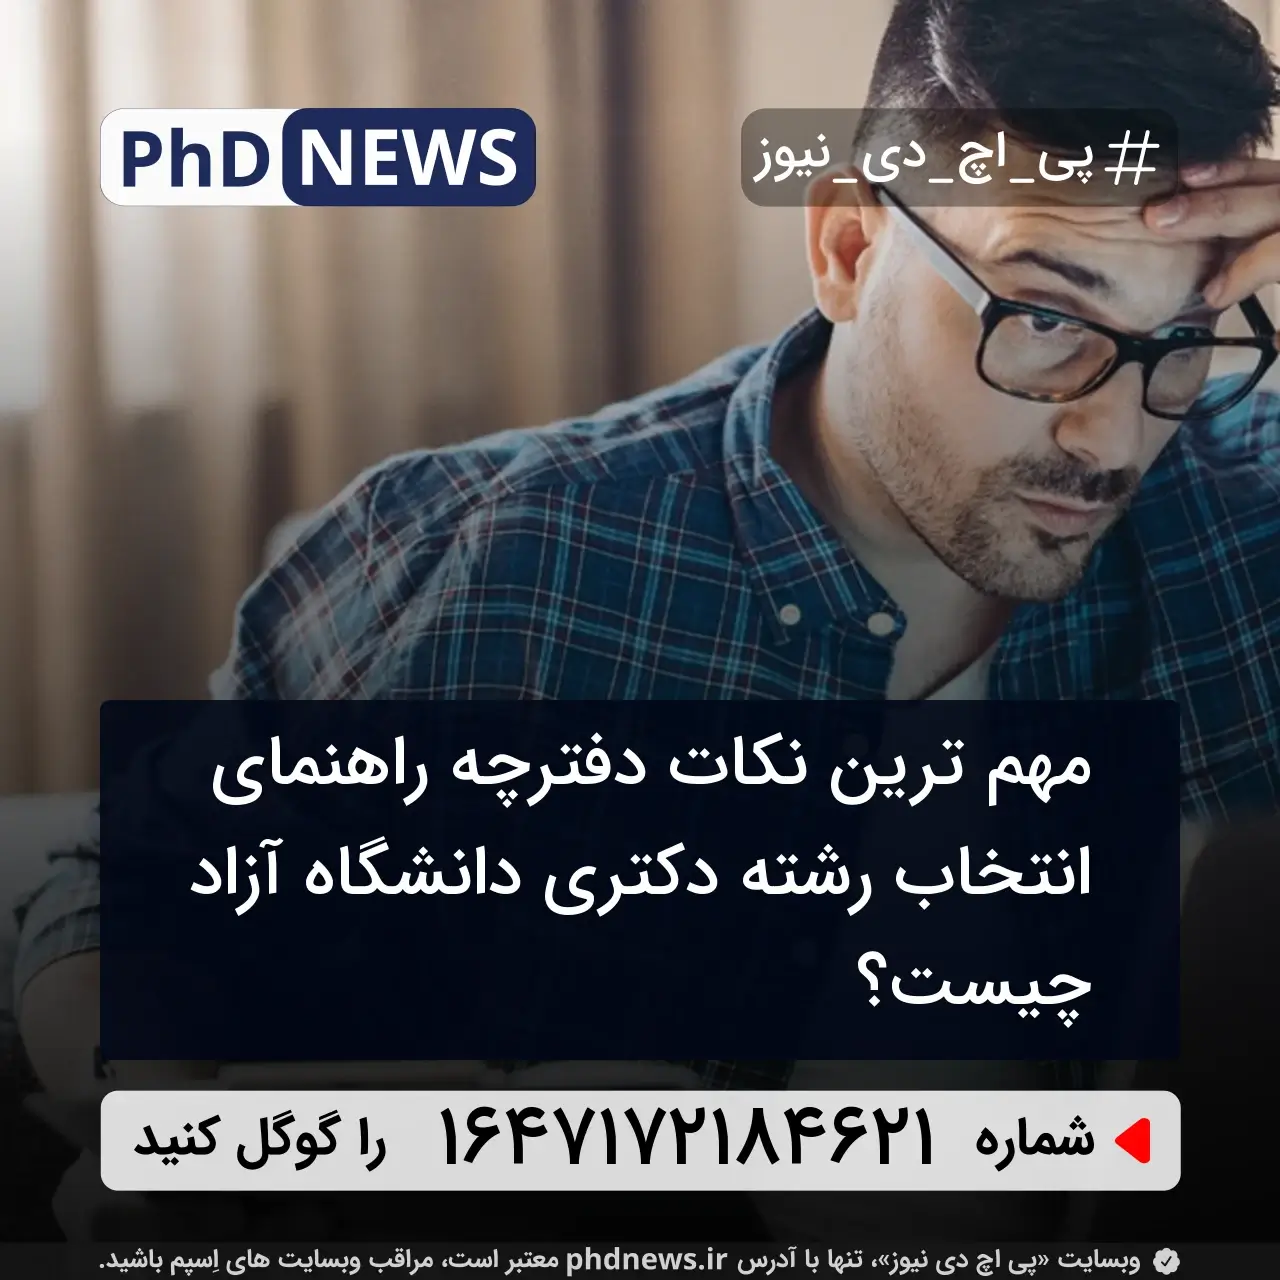 PhD NEWS
#پی_اچ_دی_نیوز
مهم ترین نکات دفترچه راهنمای
انتخاب رشته دکتری دانشگاه آزاد
چیست؟
شماره ۱۶۴۷۱۷۲۱۸۴۶۲۱ را گوگل کنید
وبسایت «پی اچ دی نیوز»، تنها با آدرس phdnews.ir معتبر است، مراقب وبسایت های اِسپم باشید.